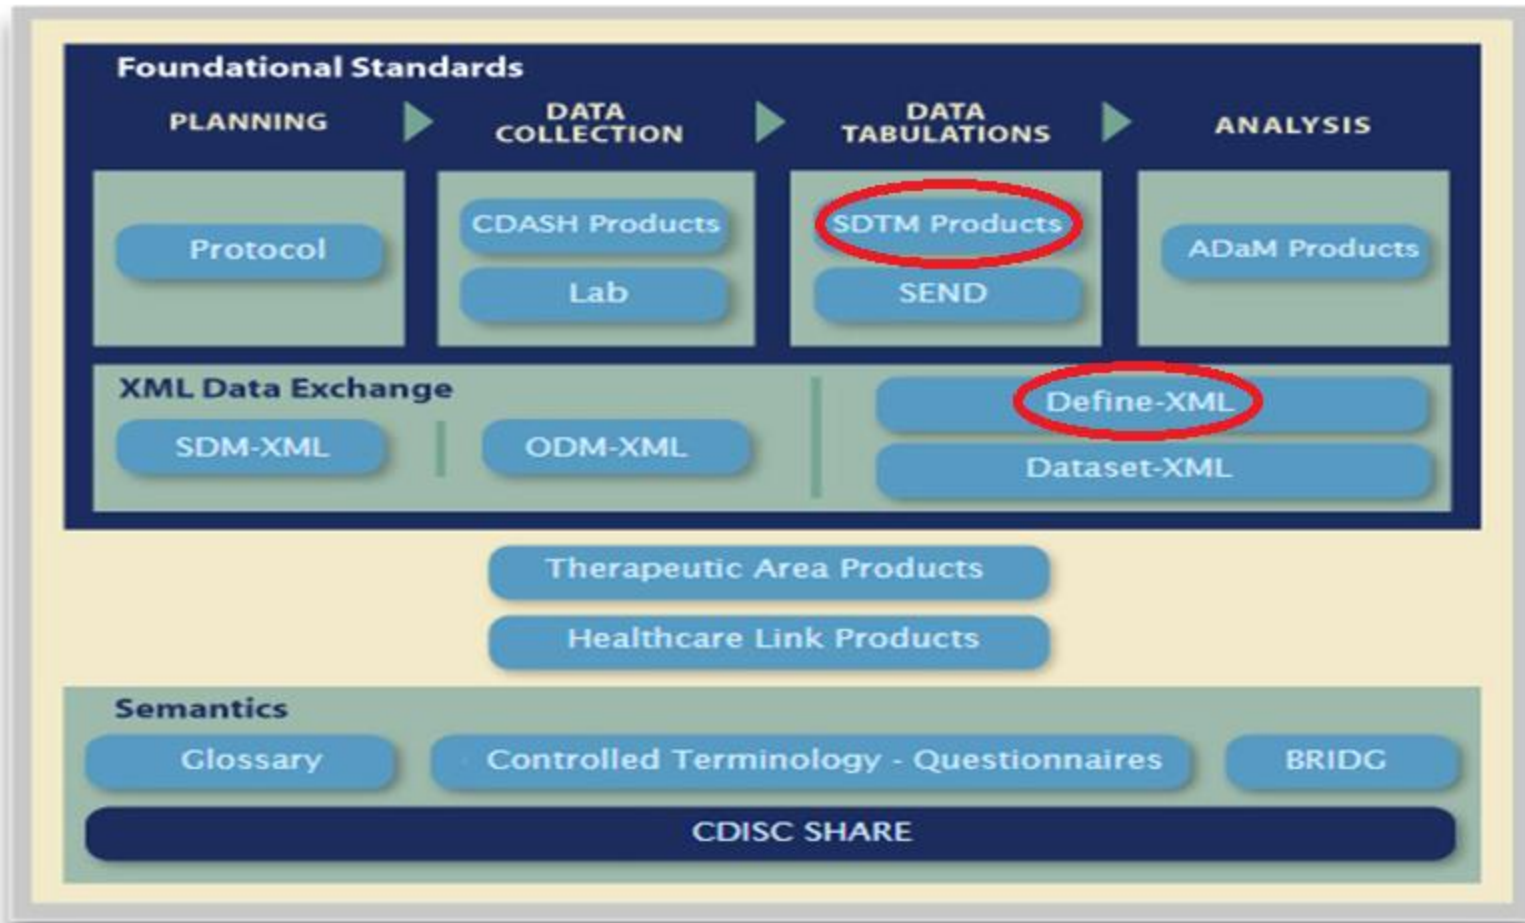 Foundational Standards
PLANNING
DATA
COLLECTION
DATA
TABULATIONS
ANALYSIS
Protocol
CDASH Products
Lab
SDTM Products
SEND
ADaM Products
XML Data Exchange
SDM-XML
ODM-XML
Define-XML
Dataset-XML
Therapeutic Area Products
Healthcare Link Products
Semantics
Glossary
Controlled Terminology - Questionnaires
BRIDG
CDISC SHARE